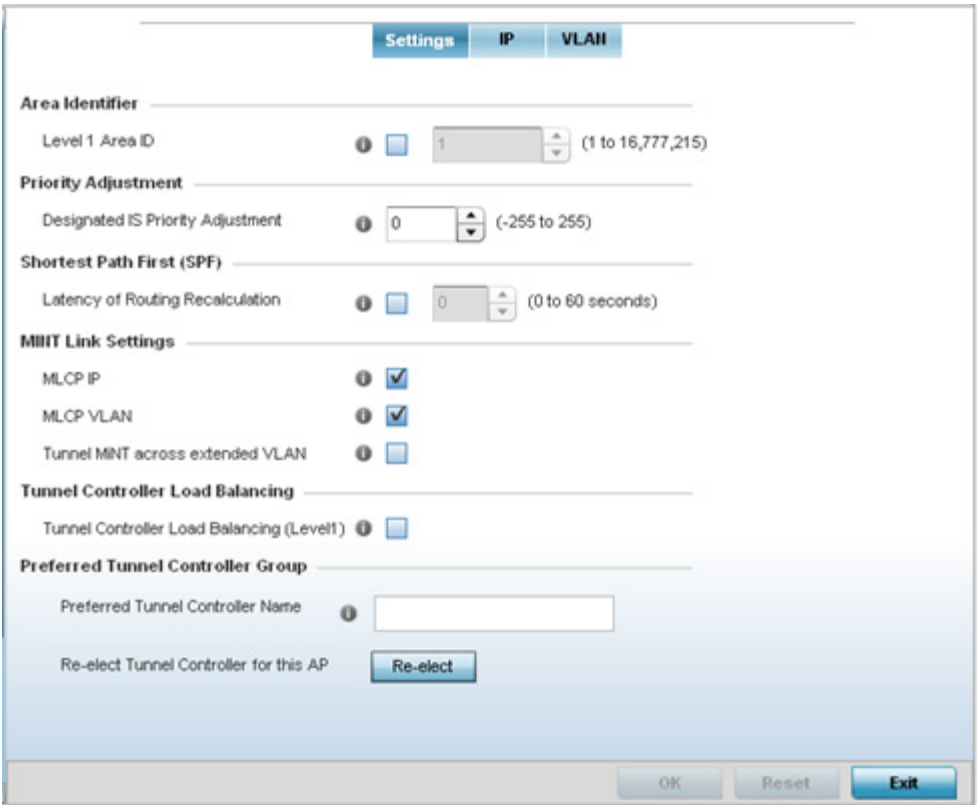 Settings IP VLAN
Area Identifier
Level 1 Area ID 1 (1 to 16,777,215)
Priority Adjustment
Designated IS Priority Adjustment 0 (-255 to 255)
Shortest Path First (SPF)
Latency of Routing Recalculation 0 (0 to 60 seconds)
MINT Link Settings
MLCP IP
MLCP VLAN
Tunnel MiNT across extended VLAN
Tunnel Controller Load Balancing
Tunnel Controller Load Balancing (Level1)
Preferred Tunnel Controller Group
Preferred Tunnel Controller Name
Re-elect Tunnel Controller for this AP Re-elect
OK Reset Exit